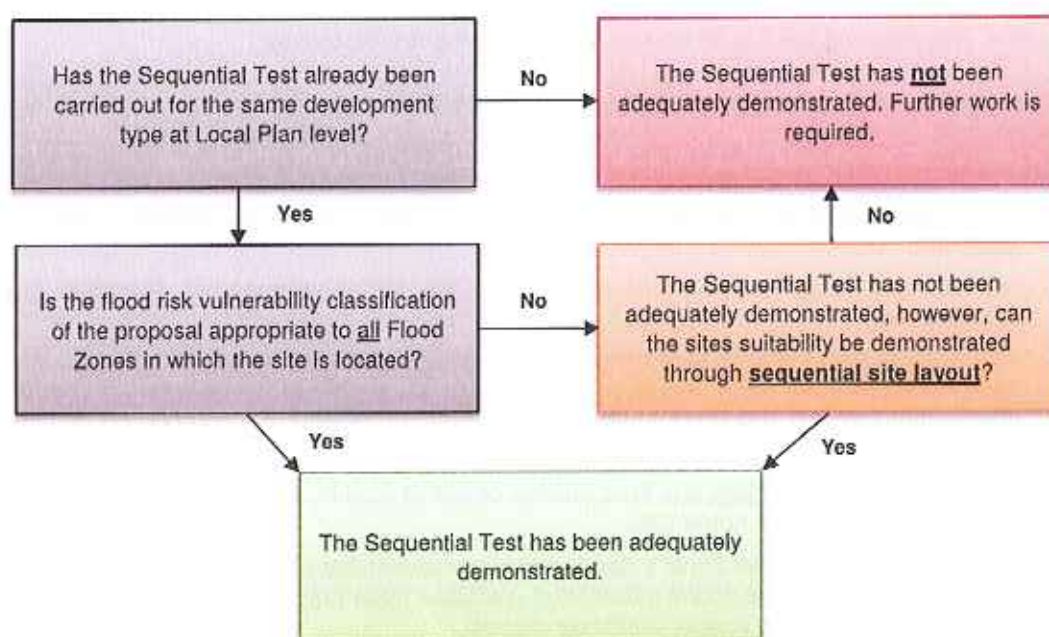 Has the Sequential Test already been
carried out for the same development
type at Local Plan level?
No
The Sequential Test has not been
adequately demonstrated. Further work is
required.
Yes
No
Is the flood risk vulnerability classification
of the proposal appropriate to all Flood
Zones in which the site is located?
No
The Sequential Test has not been
adequately demonstrated, however, can
the sites suitability be demonstrated
through sequential site layout?
Yes
Yes
The Sequential Test has been adequately
demonstrated.